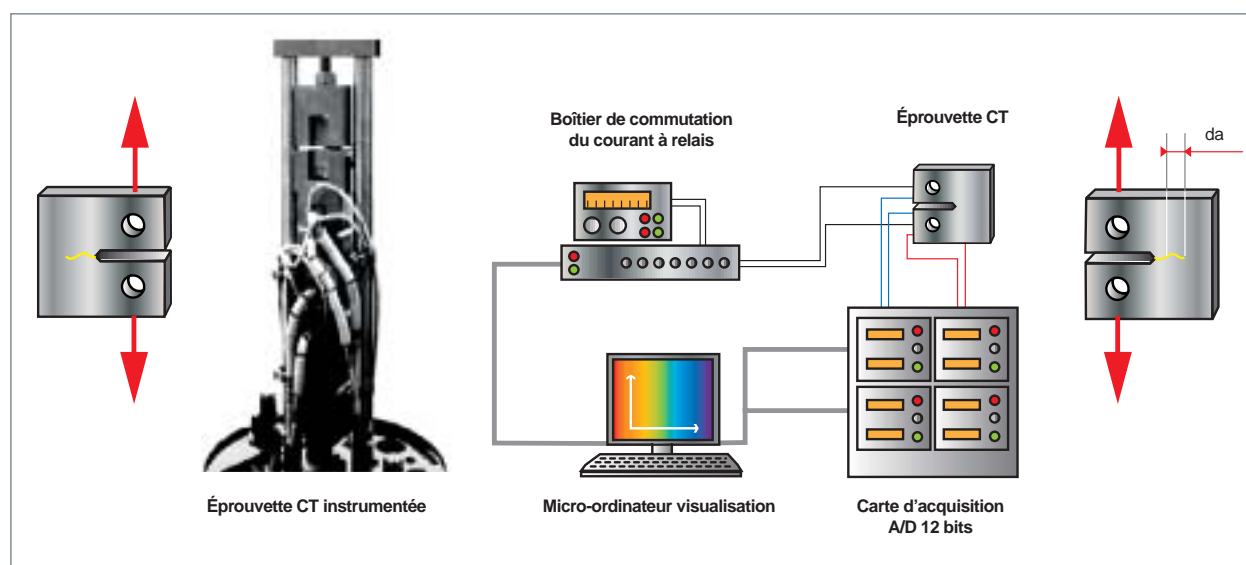 Boîtier de commutation
du courant à relais
Éprouvette CT
da
Éprouvette CT instrumentée
Micro-ordinateur visualisation
Carte d’acquisition
A/D 12 bits